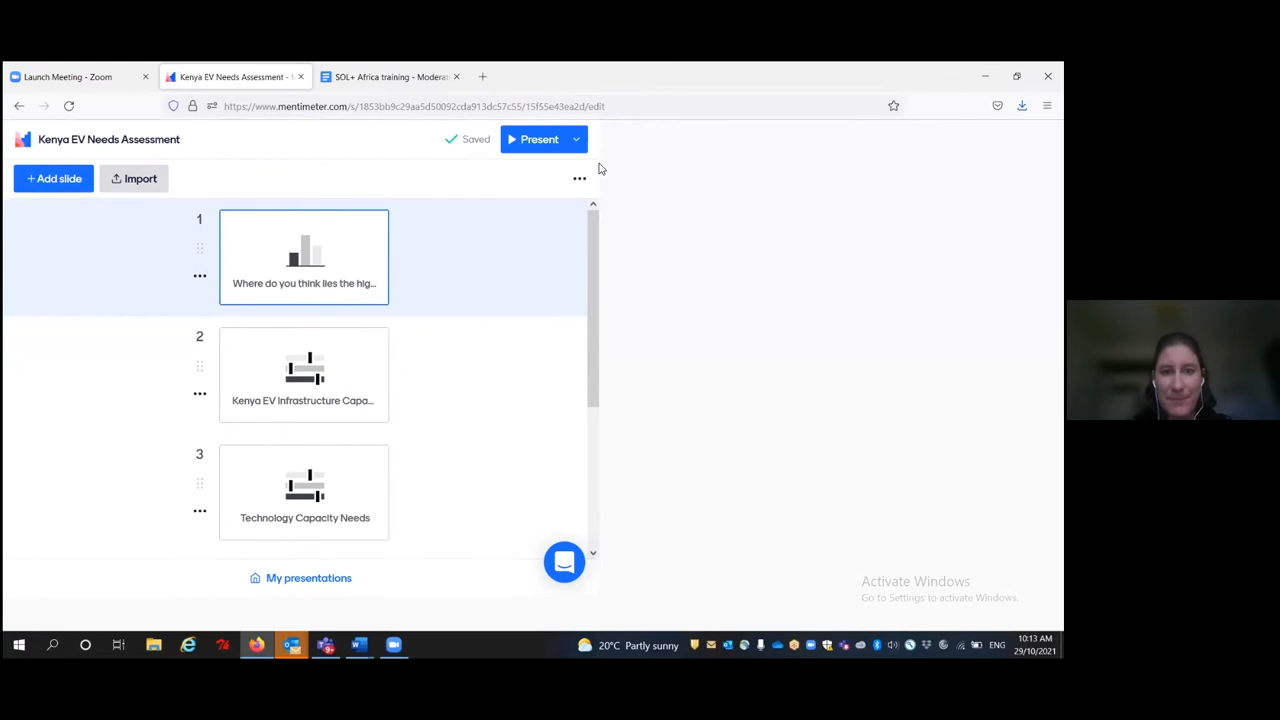 Launch Meeting - Zoom
Kenya EV Needs Assessment -
SOL+ Africa training - Moderat
https://www.mentimeter.com/s/1853bb9c29aa5d50092cda913dc57c55/15f55e43ea2d/edit
Kenya EV Needs Assessment
Saved
Present
+ Add slide
Import
1
Where do you think lies the hig...
2
Kenya EV Infrastructure Capa...
3
Technology Capacity Needs
My presentations
Activate Windows
Go to Settings to activate Windows.
20°C Partly sunny
ENG
10:13 AM
29/10/2021